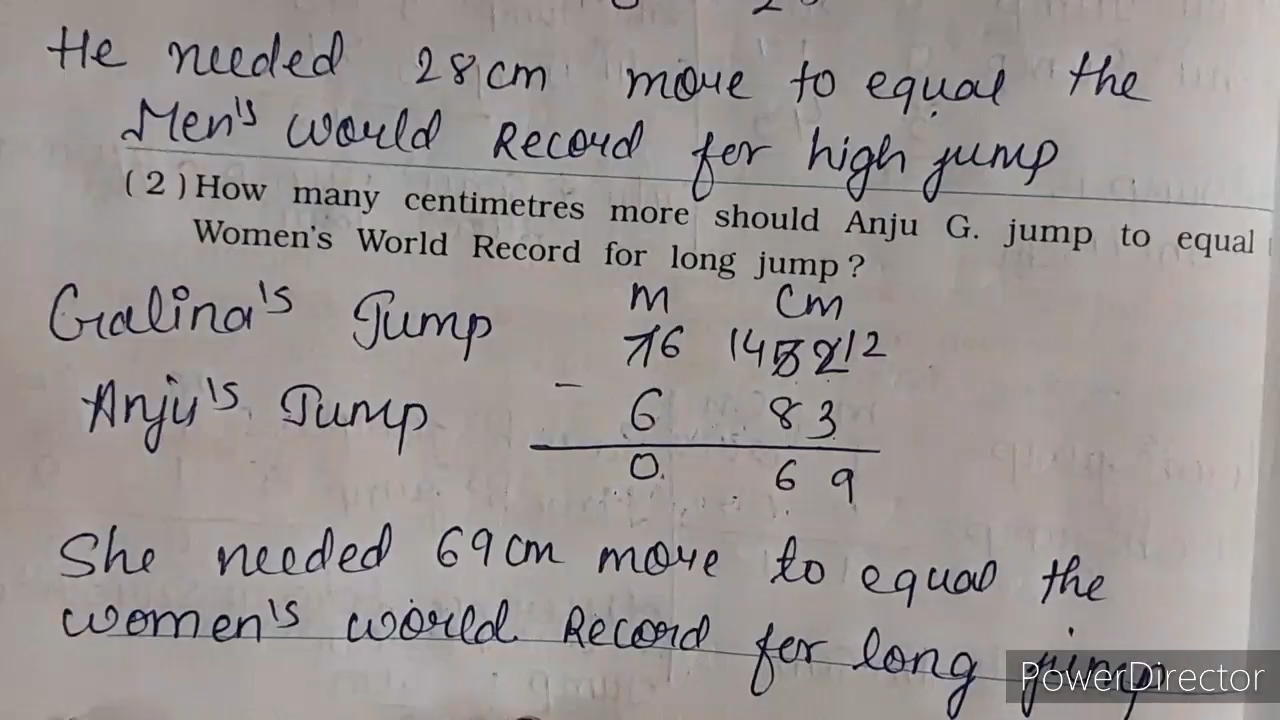 He needed 28cm more to equal the
Men's world Record for high jump
(2) How many centimetres more should Anju G. jump to equal
Women's World Record for long jump?
M Cm
Galina's Jump 76 145212
Anju's Jump - 6 83
0. 69
She needed 69cm more to equal the
women's world Record for long jump
PowerDirector